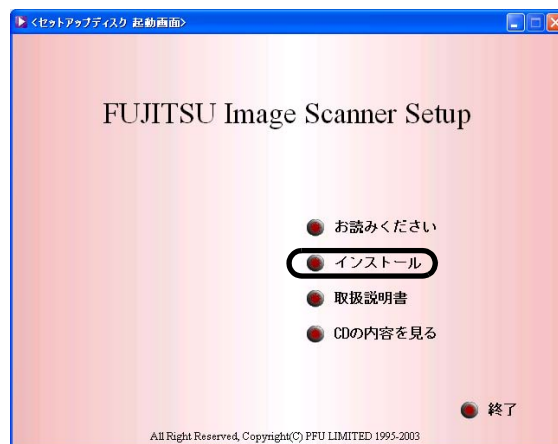 <セットアップディスク 起動画面>
FUJITSU Image Scanner Setup
お読みください
インストール
取扱説明書
CDの内容を見る
終了
All Right Reserved, Copyright(C) PFU LIMITED 1995-2003